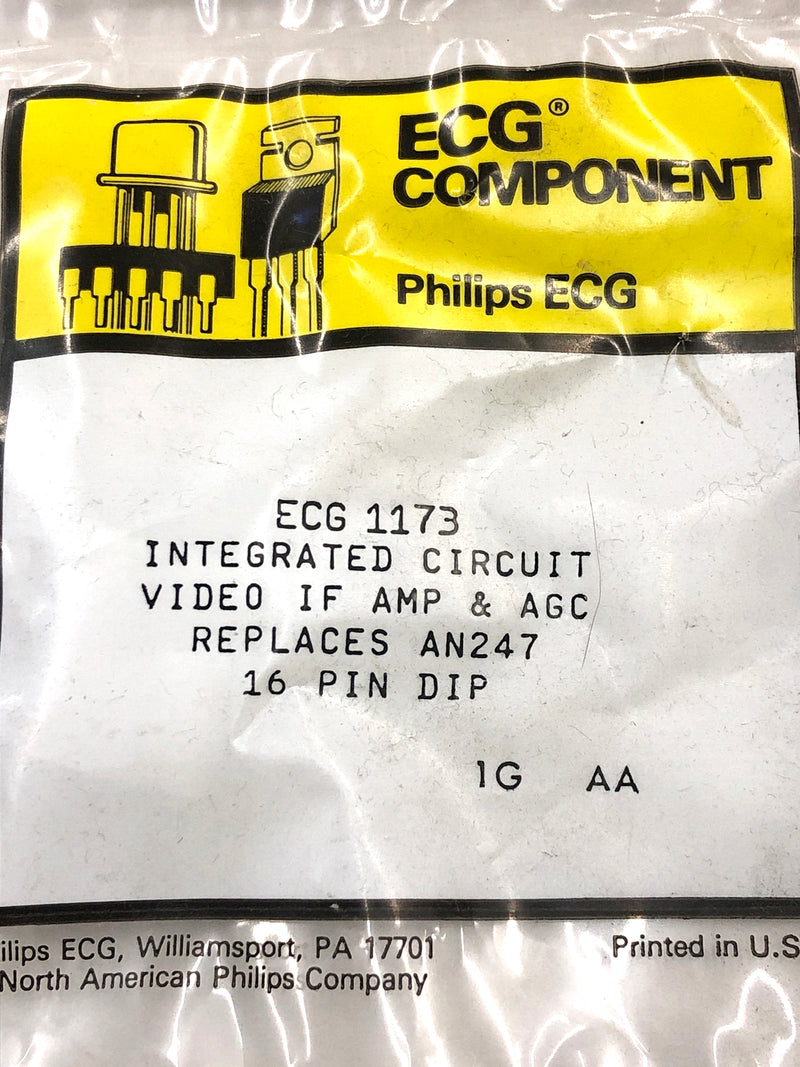 ECG®
COMPONENT
Philips ECG
ECG 1173
INTEGRATED CIRCUIT
VIDEO IF AMP & AGC
REPLACES AN247
16 PIN DIP
1G AA
ilips ECG, Williamsport, PA 17701
North American Philips Company
Printed in U.S